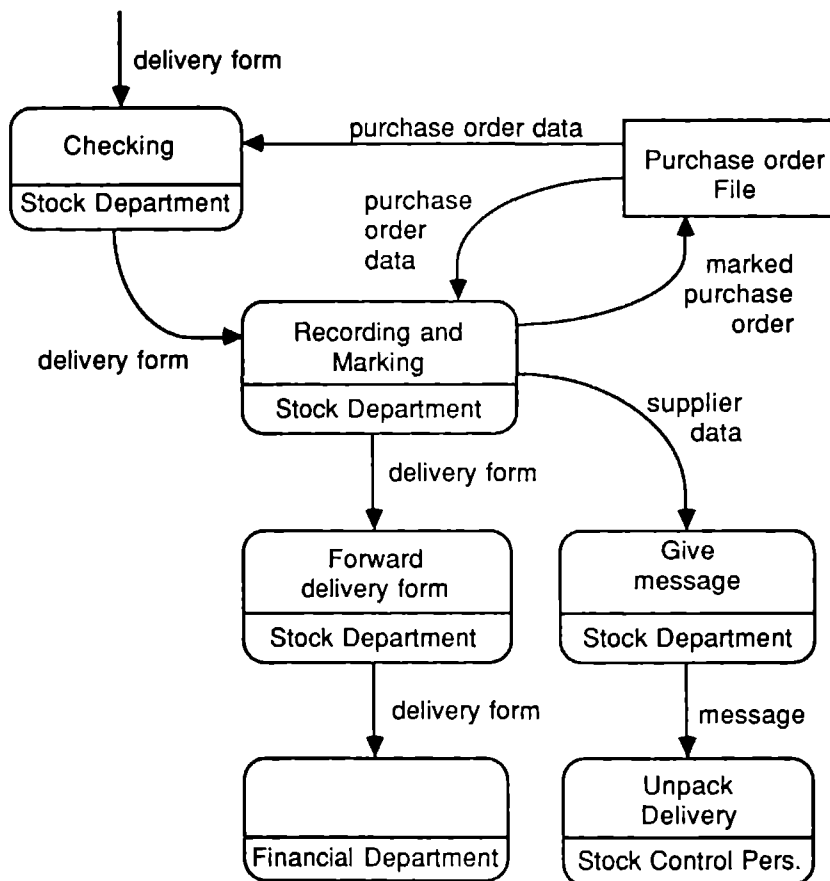 delivery form
Checking
Stock Department
purchase order data
Purchase order
File
purchase
order
data
marked
purchase
order
delivery form
Recording and
Marking
Stock Department
supplier
data
delivery form
Forward
delivery form
Stock Department
Give
message
Stock Department
delivery form
message
Financial Department
Unpack
Delivery
Stock Control Pers.